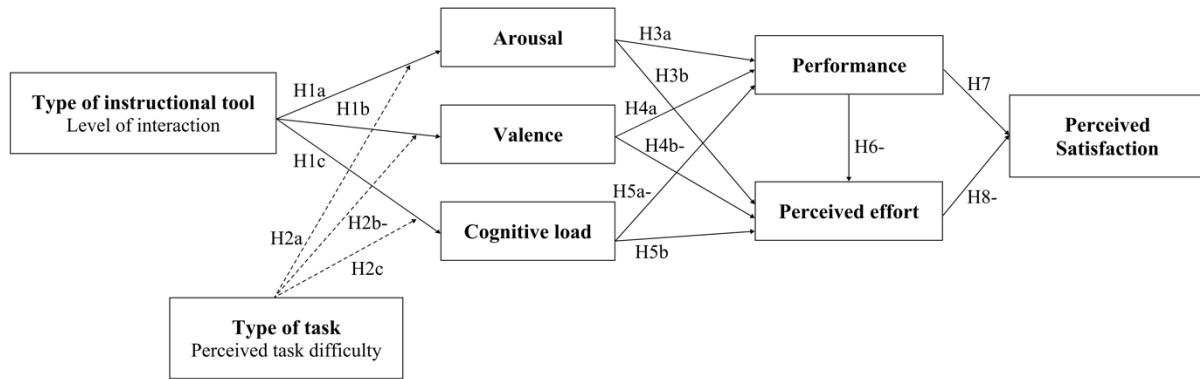 Type of instructional tool
Level of interaction
H1a
H1b
H1c
Arousal
Valence
Cognitive load
H2a
H2b-
H2c
Type of task
Perceived task difficulty
H3a
H3b
H4a
H4b-
H5a-
H5b
Performance
H6-
Perceived effort
H7
H8-
Perceived
Satisfaction